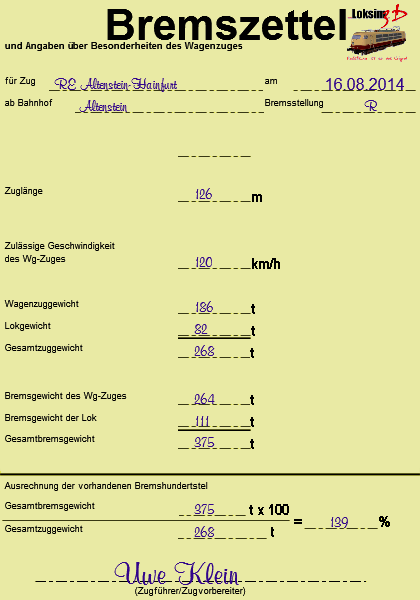 Bremszettel
Loksim 3D
und Angaben über Besonderheiten des Wagenzuges
für Zug RE Altenstein-Hainfurt am 16.08.2014
ab Bahnhof Altenstein Bremsstellung R
Zuglänge 126 m
Zulässige Geschwindigkeit
des Wg-Zuges 120 km/h
Wagenzuggewicht 186 t
Lokgewicht 82 t
Gesamtzuggewicht 268 t
Bremsgewicht des Wg-Zuges 264 t
Bremsgewicht der Lok 111 t
Gesamtbremsgewicht 375 t
Ausrechnung der vorhandenen Bremshundertstel
Gesamtbremsgewicht 375 t x 100
= 139 %
Gesamtzuggewicht 268 t
Uwe Klein
(Zugführer/Zugvorbereiter)